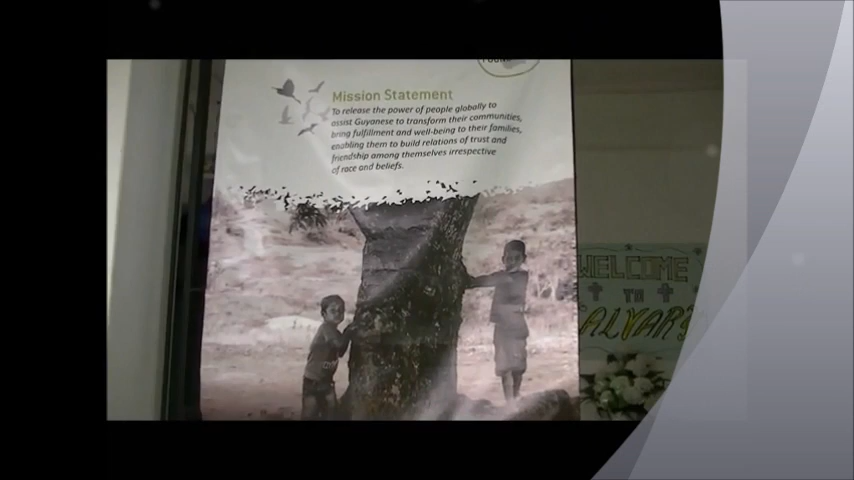 Mission Statement
To release the power of people globally to
assist Guyanese to transform their communities,
bring fulfillment and well-being to their families,
enabling them to build relations of trust and
friendship among themselves irrespective
of race and beliefs.
WELCOME
TO